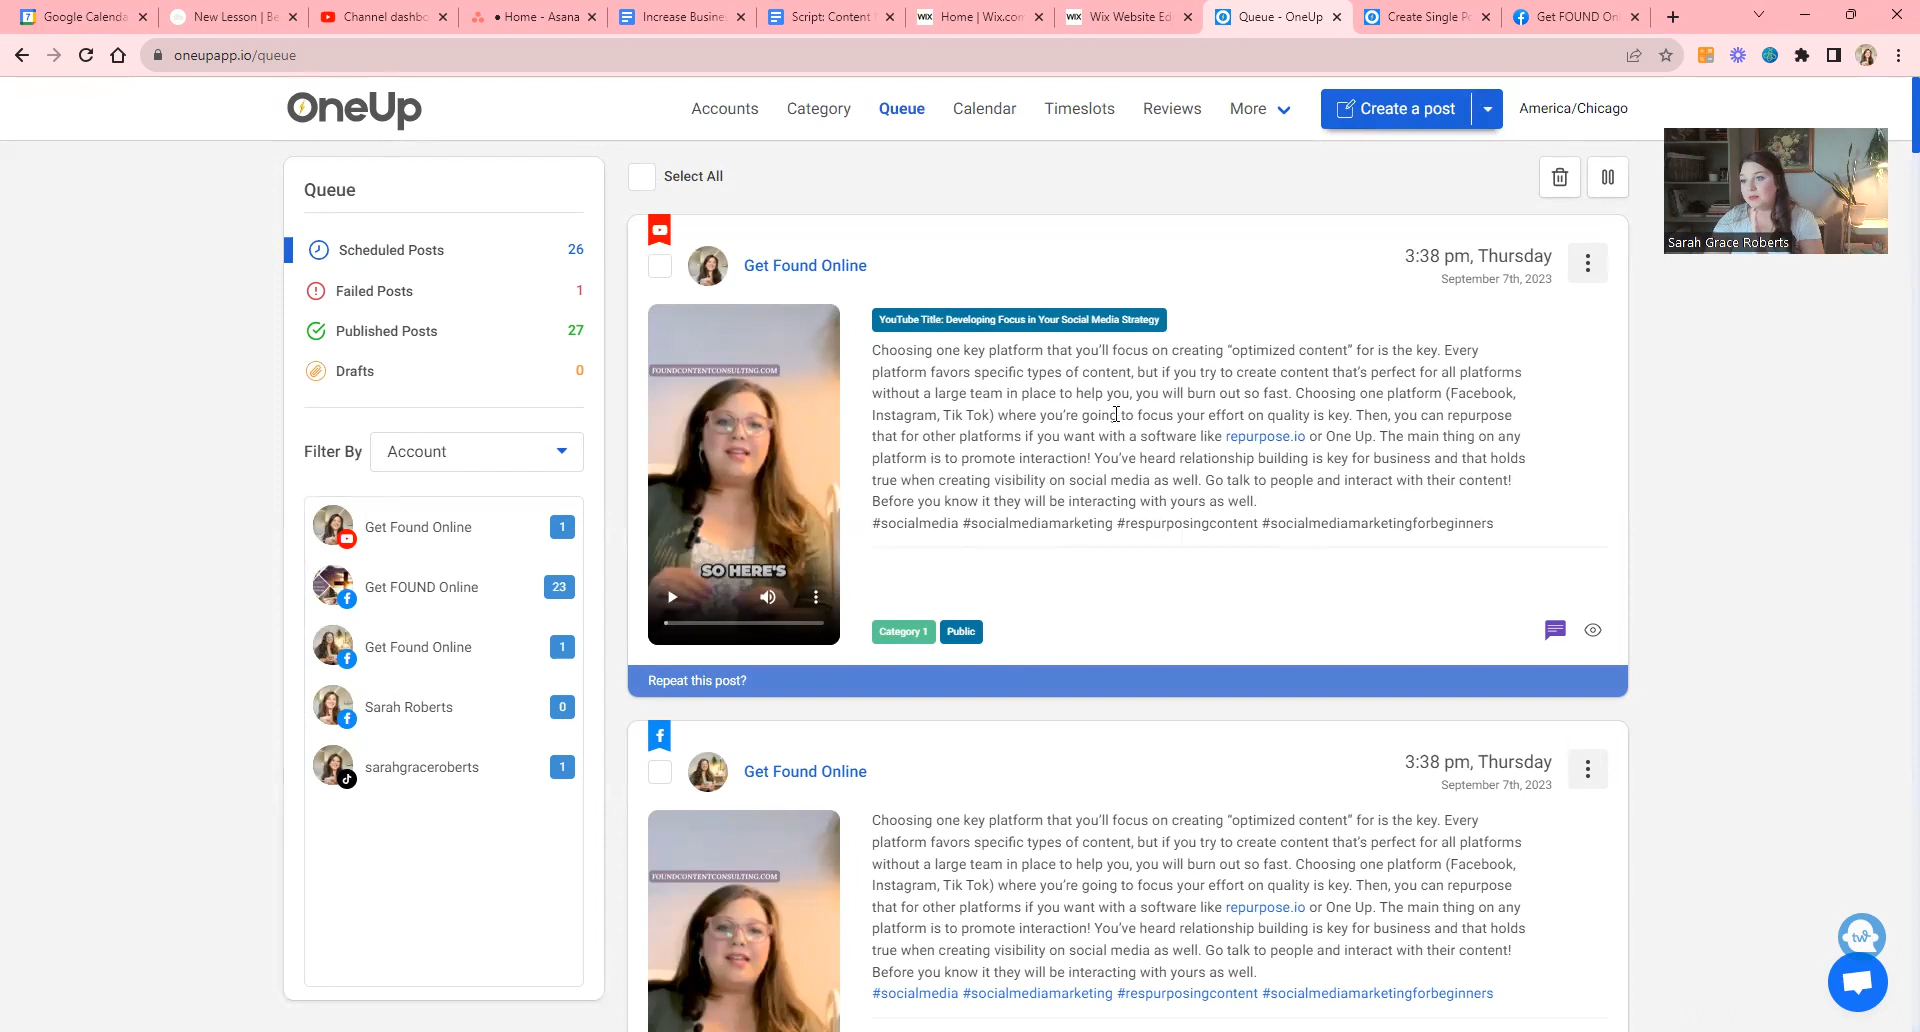 Google Calenda
New Lesson | Be
Channel dashbo
• Home - Asana
Increase Busine
Script: Content
WIX Home | Wix.com
WIX Wix Website Ed
Queue - OneUp
Create Single Po
Get FOUND On
oneupapp.io/queue
OneUp
Accounts
Category
Queue
Calendar
Timeslots
Reviews
More
Create a post
America/Chicago
Sarah Grace Roberts
Queue
Scheduled Posts 26
Failed Posts 1
Published Posts 27
Drafts 0
Filter By Account
Get Found Online 1
Get FOUND Online 23
Get Found Online 1
Sarah Roberts 0
sarahgraceroberts 1
Select All
Get Found Online
3:38 pm, Thursday
September 7th, 2023
FOUNDCONTENTCONSULTING.COM
SO HERE'S
YouTube Title: Developing Focus in Your Social Media Strategy
Choosing one key platform that you'll focus on creating “optimized content” for is the key. Every
platform favors specific types of content, but if you try to create content that's perfect for all platforms
without a large team in place to help you, you will burn out so fast. Choosing one platform (Facebook,
Instagram, Tik Tok) where you're going to focus your effort on quality is key. Then, you can repurpose
that for other platforms if you want with a software like repurpose.io or One Up. The main thing on any
platform is to promote interaction! You've heard relationship building is key for business and that holds
true when creating visibility on social media as well. Go talk to people and interact with their content!
Before you know it they will be interacting with yours as well.
#socialmedia #socialmediamarketing #respurposingcontent #socialmediamarketingforbeginners
Category 1 Public
Repeat this post?
Get Found Online
3:38 pm, Thursday
September 7th, 2023
FOUNDCONTENTCONSULTING.COM
Choosing one key platform that you'll focus on creating “optimized content” for is the key. Every
platform favors specific types of content, but if you try to create content that's perfect for all platforms
without a large team in place to help you, you will burn out so fast. Choosing one platform (Facebook,
Instagram, Tik Tok) where you're going to focus your effort on quality is key. Then, you can repurpose
that for other platforms if you want with a software like repurpose.io or One Up. The main thing on any
platform is to promote interaction! You've heard relationship building is key for business and that holds
true when creating visibility on social media as well. Go talk to people and interact with their content!
Before you know it they will be interacting with yours as well.
#socialmedia #socialmediamarketing #respurposingcontent #socialmediamarketingforbeginners
tw